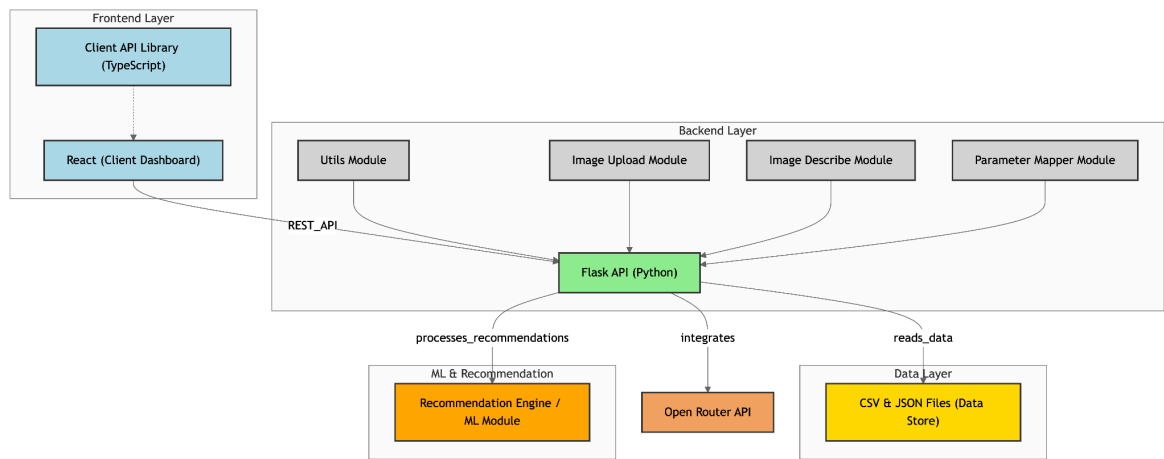 Frontend Layer
Client API Library
(TypeScript)
React (Client Dashboard)
Backend Layer
Utils Module
Image Upload Module
Image Describe Module
Parameter Mapper Module
REST_API
Flask API (Python)
processes_recommendations
integrates
reads_data
ML & Recommendation
Recommendation Engine /
ML Module
Open Router API
Data Layer
CSV & JSON Files (Data
Store)